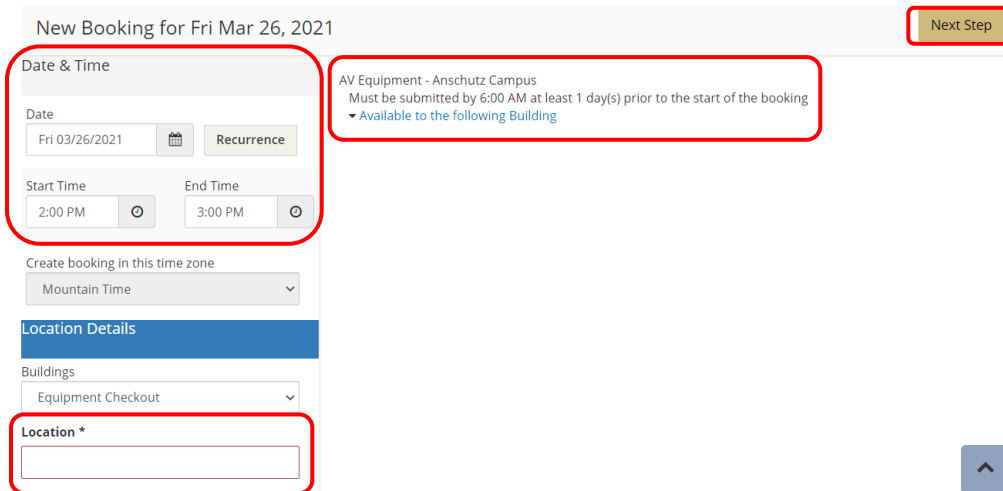 New Booking for Fri Mar 26, 2021
Next Step
Date & Time
Date
Fri 03/26/2021
Recurrence
Start Time
End Time
2:00 PM
3:00 PM
Create booking in this time zone
Mountain Time
Location Details
Buildings
Equipment Checkout
Location *
AV Equipment - Anschutz Campus
Must be submitted by 6:00 AM at least 1 day(s) prior to the start of the booking
Available to the following Building